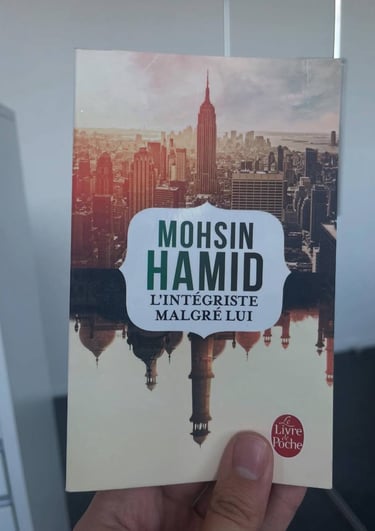 MOHSIN
HAMID
L'INTÉGRISTE
MALGRÉ LUI
Le
Livre
de
Poche